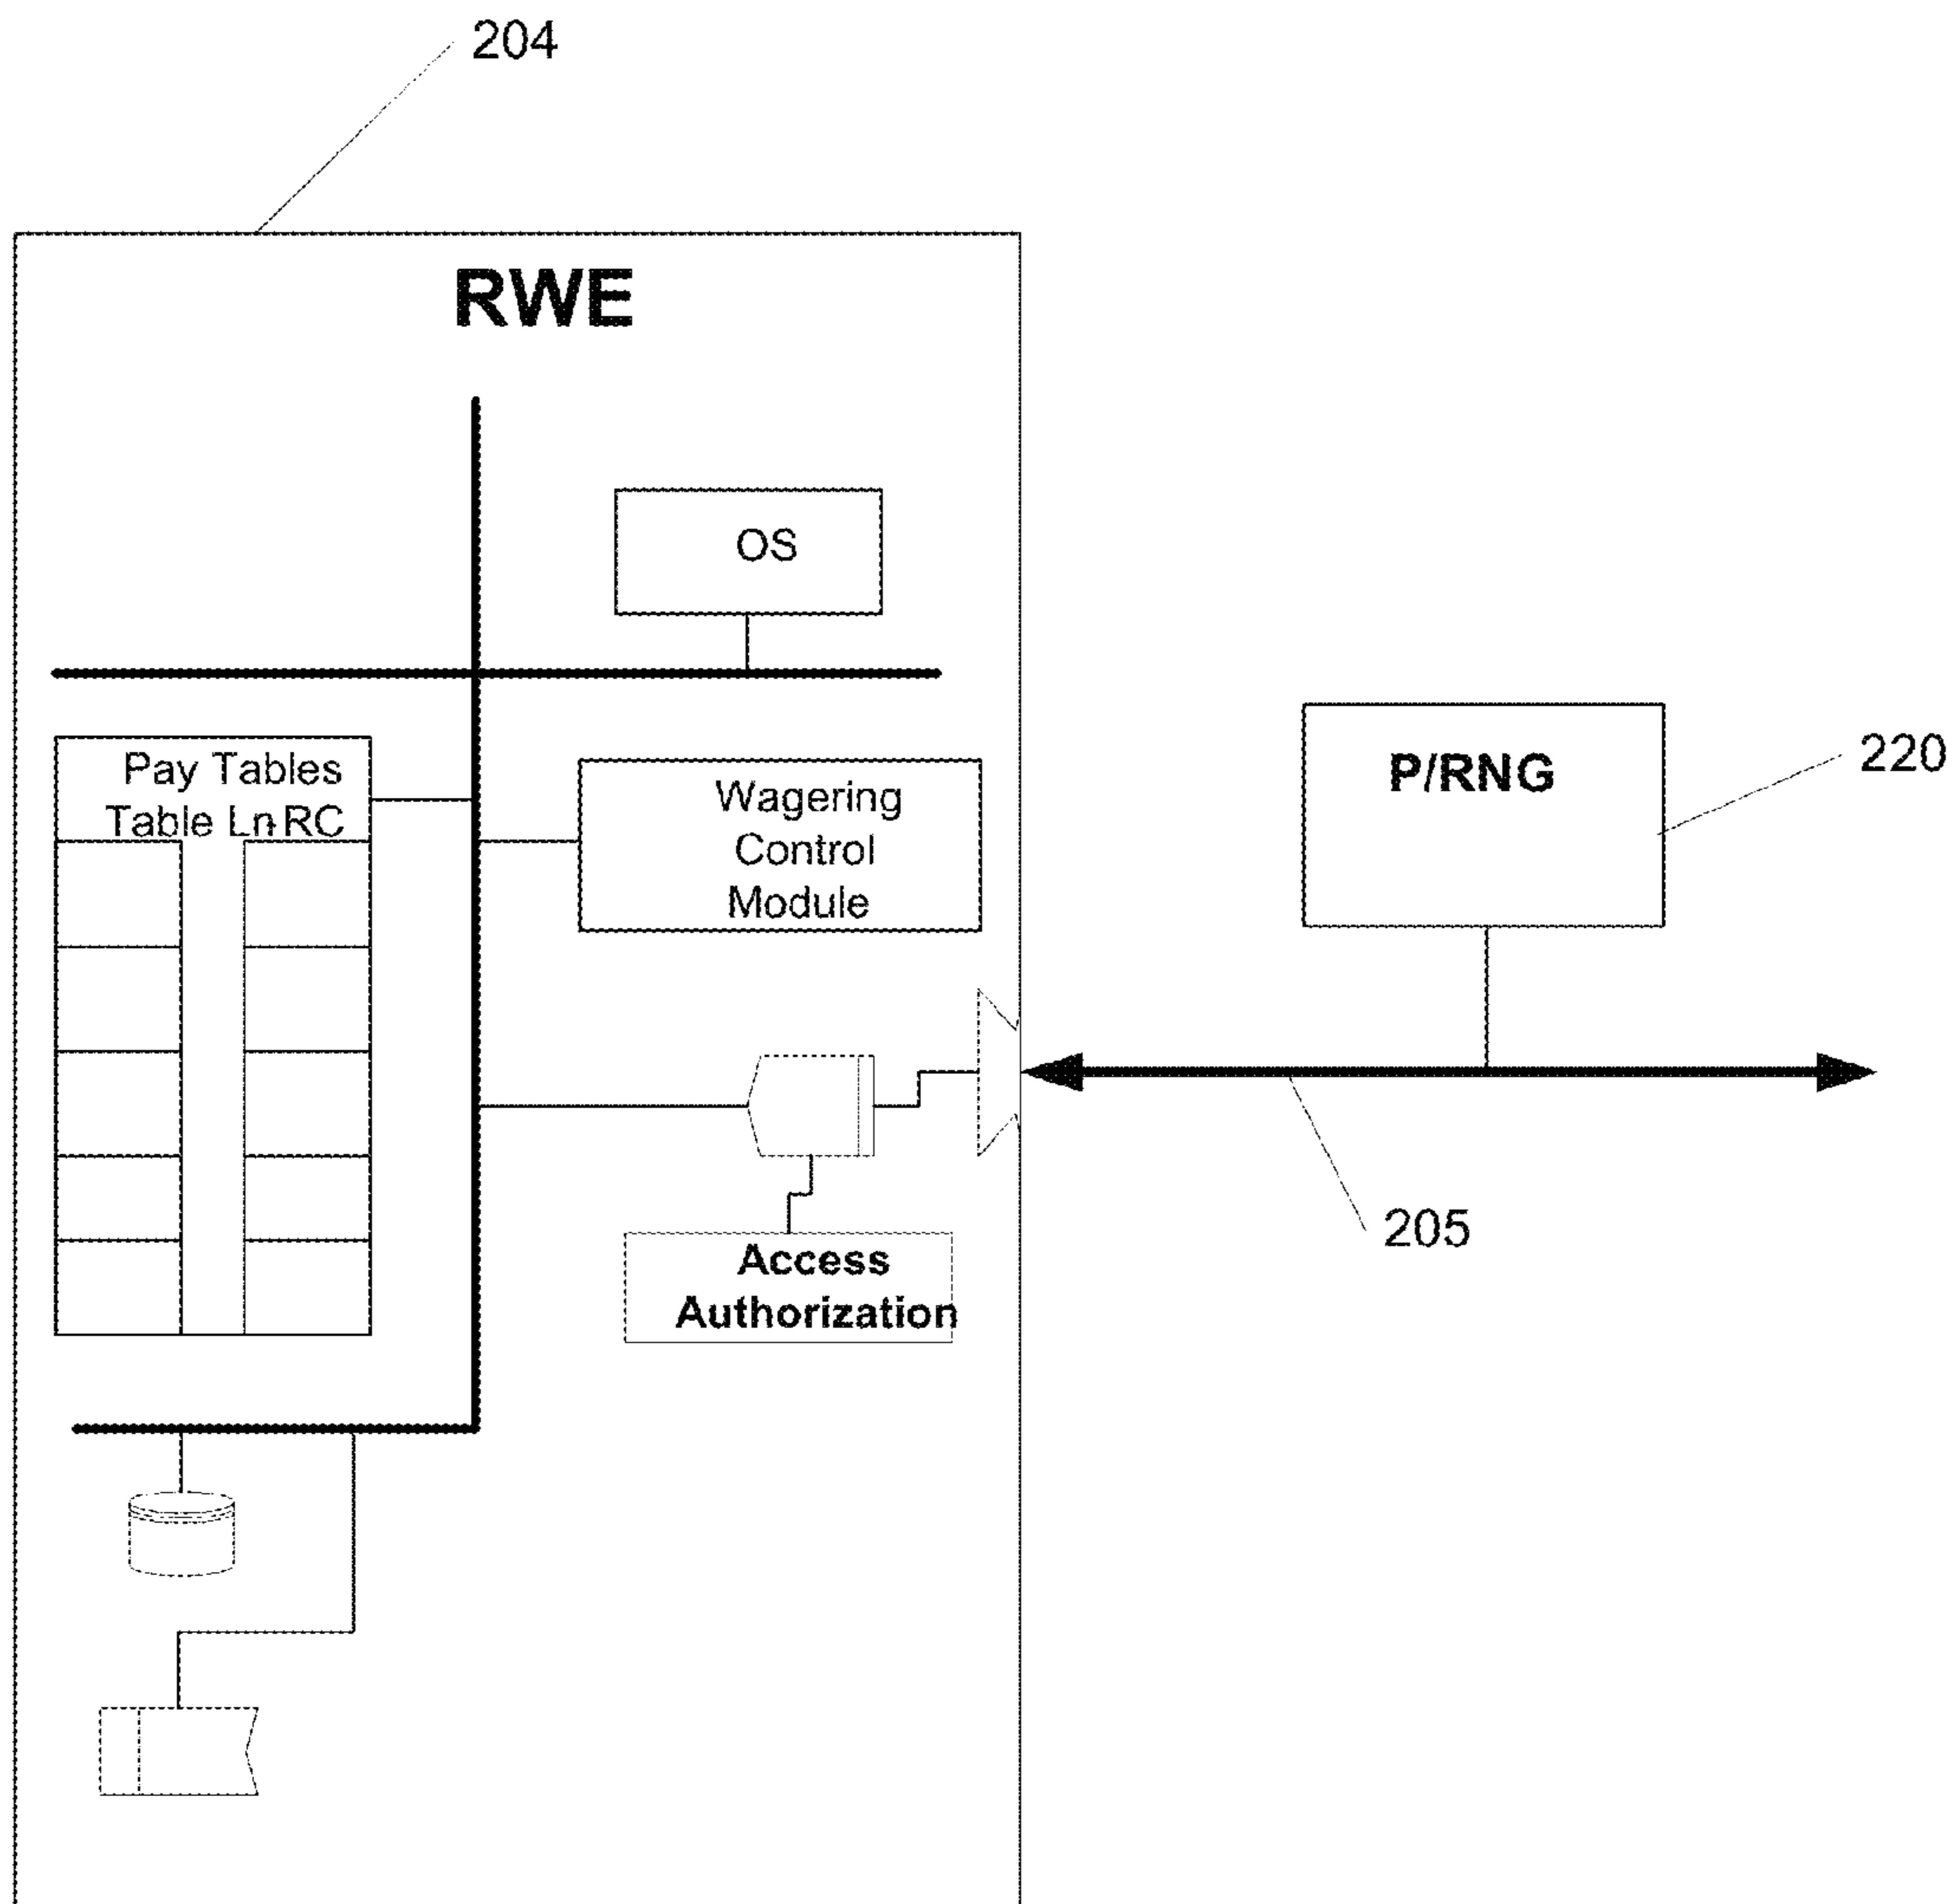 204
RWE
OS
Pay Tables
Table Ln-RC
Wagering
Control
Module
P/RNG
220
205
Access
Authorization